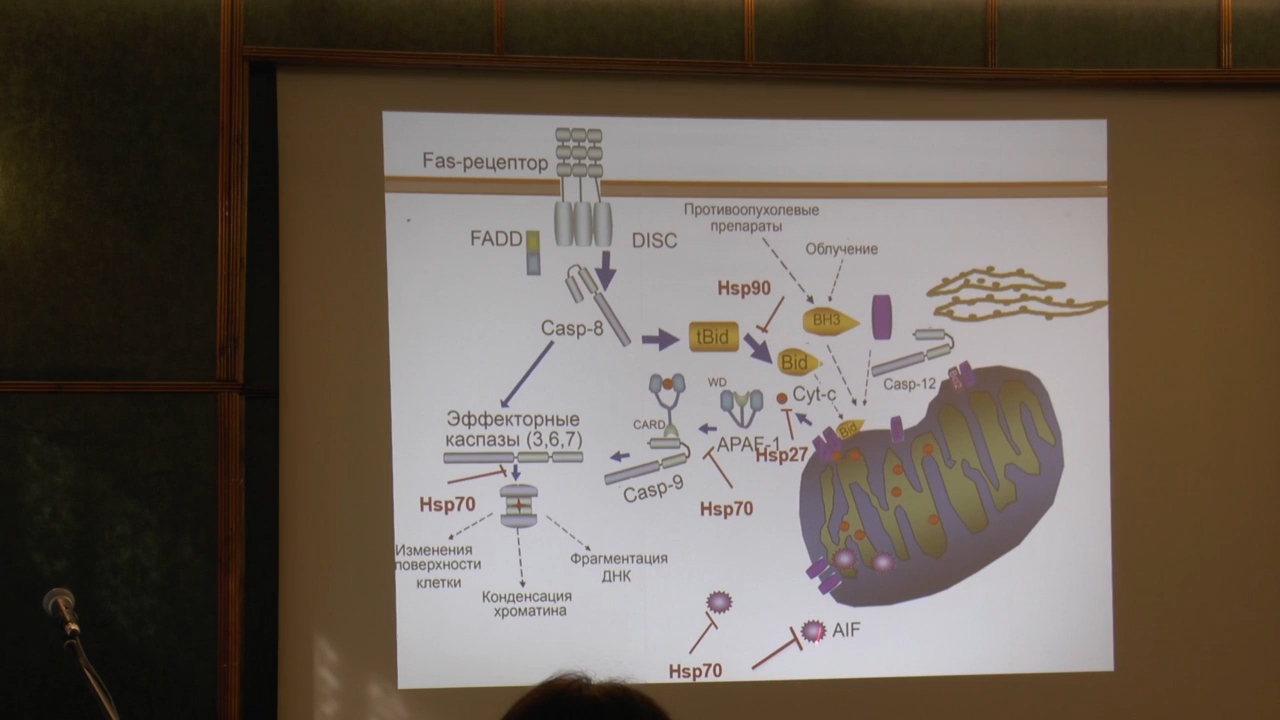 Fas-рецептор
FADD
DISC
Противоопухолевые
препараты
Облучение
Hsp90
BH3
Casp-8
tBid
Bid
Casp-12
Bcl2
WD
Cyt-c
Эффекторные
каспазы (3,6,7)
CARD
APAF-1
Bid
Hsp27
Casp-9
Hsp70
Hsp70
Изменения
поверхности
клетки
Фрагментация
ДНК
Конденсация
хроматина
AIF
Hsp70